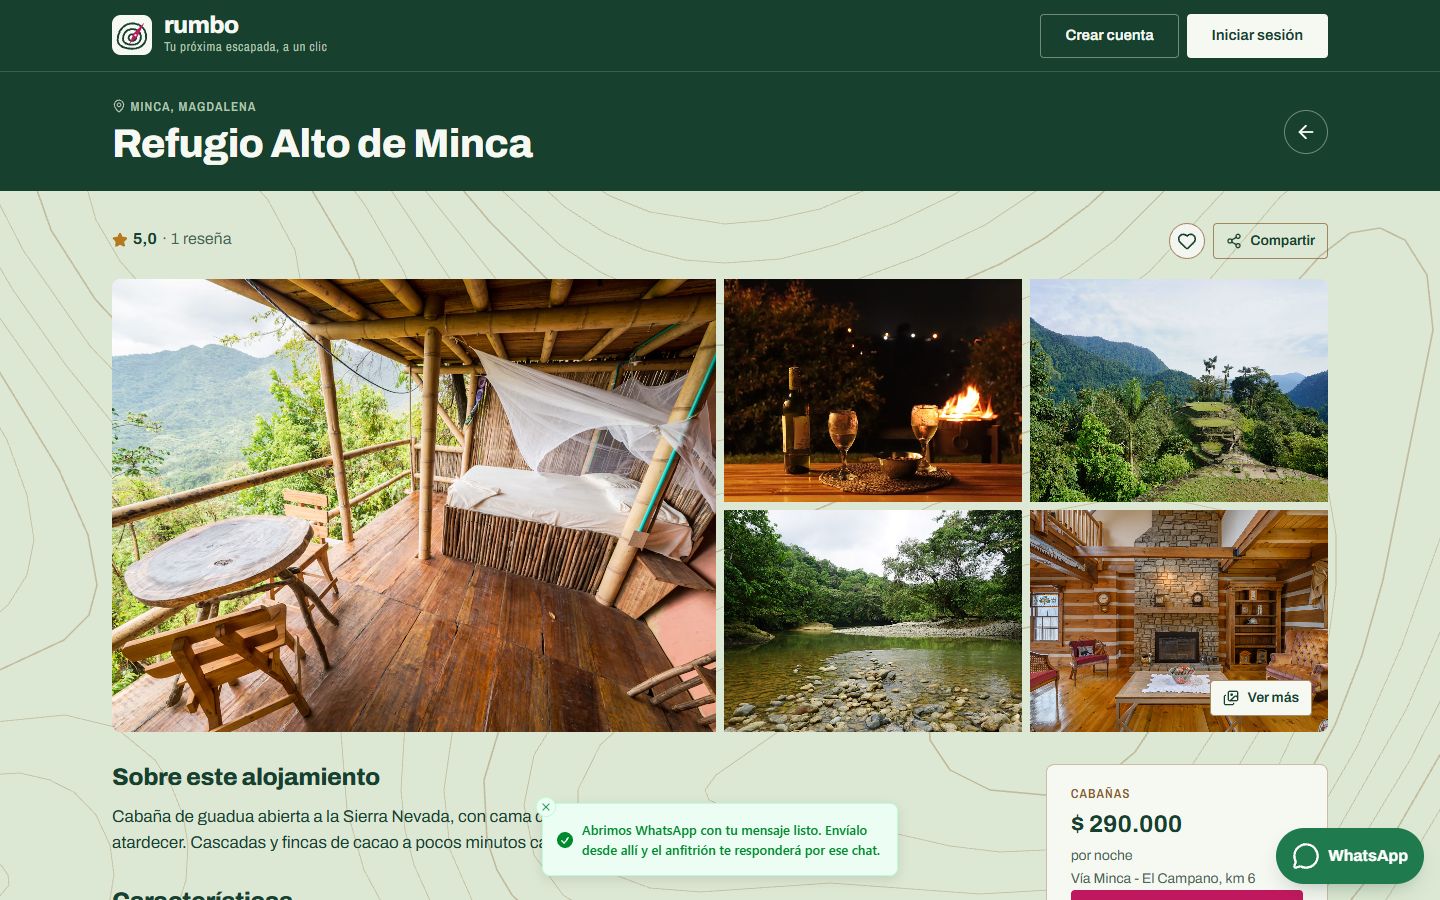 rumbo
Tu próxima escapada, a un clic
Crear cuenta
Iniciar sesión
MINCA, MAGDALENA
Refugio Alto de Minca
5,0 · 1 reseña
Compartir
Ver más
Sobre este alojamiento
Cabaña de guadua abierta a la Sierra Nevada, con cama
atardecer. Cascadas y fincas de cacao a pocos minutos
Abrimos WhatsApp con tu mensaje listo. Envíalo
desde allí y el anfitrión te responderá por ese chat.
Características
CABAÑAS
$ 290.000
por noche
Vía Minca - El Campano, km 6
WhatsApp